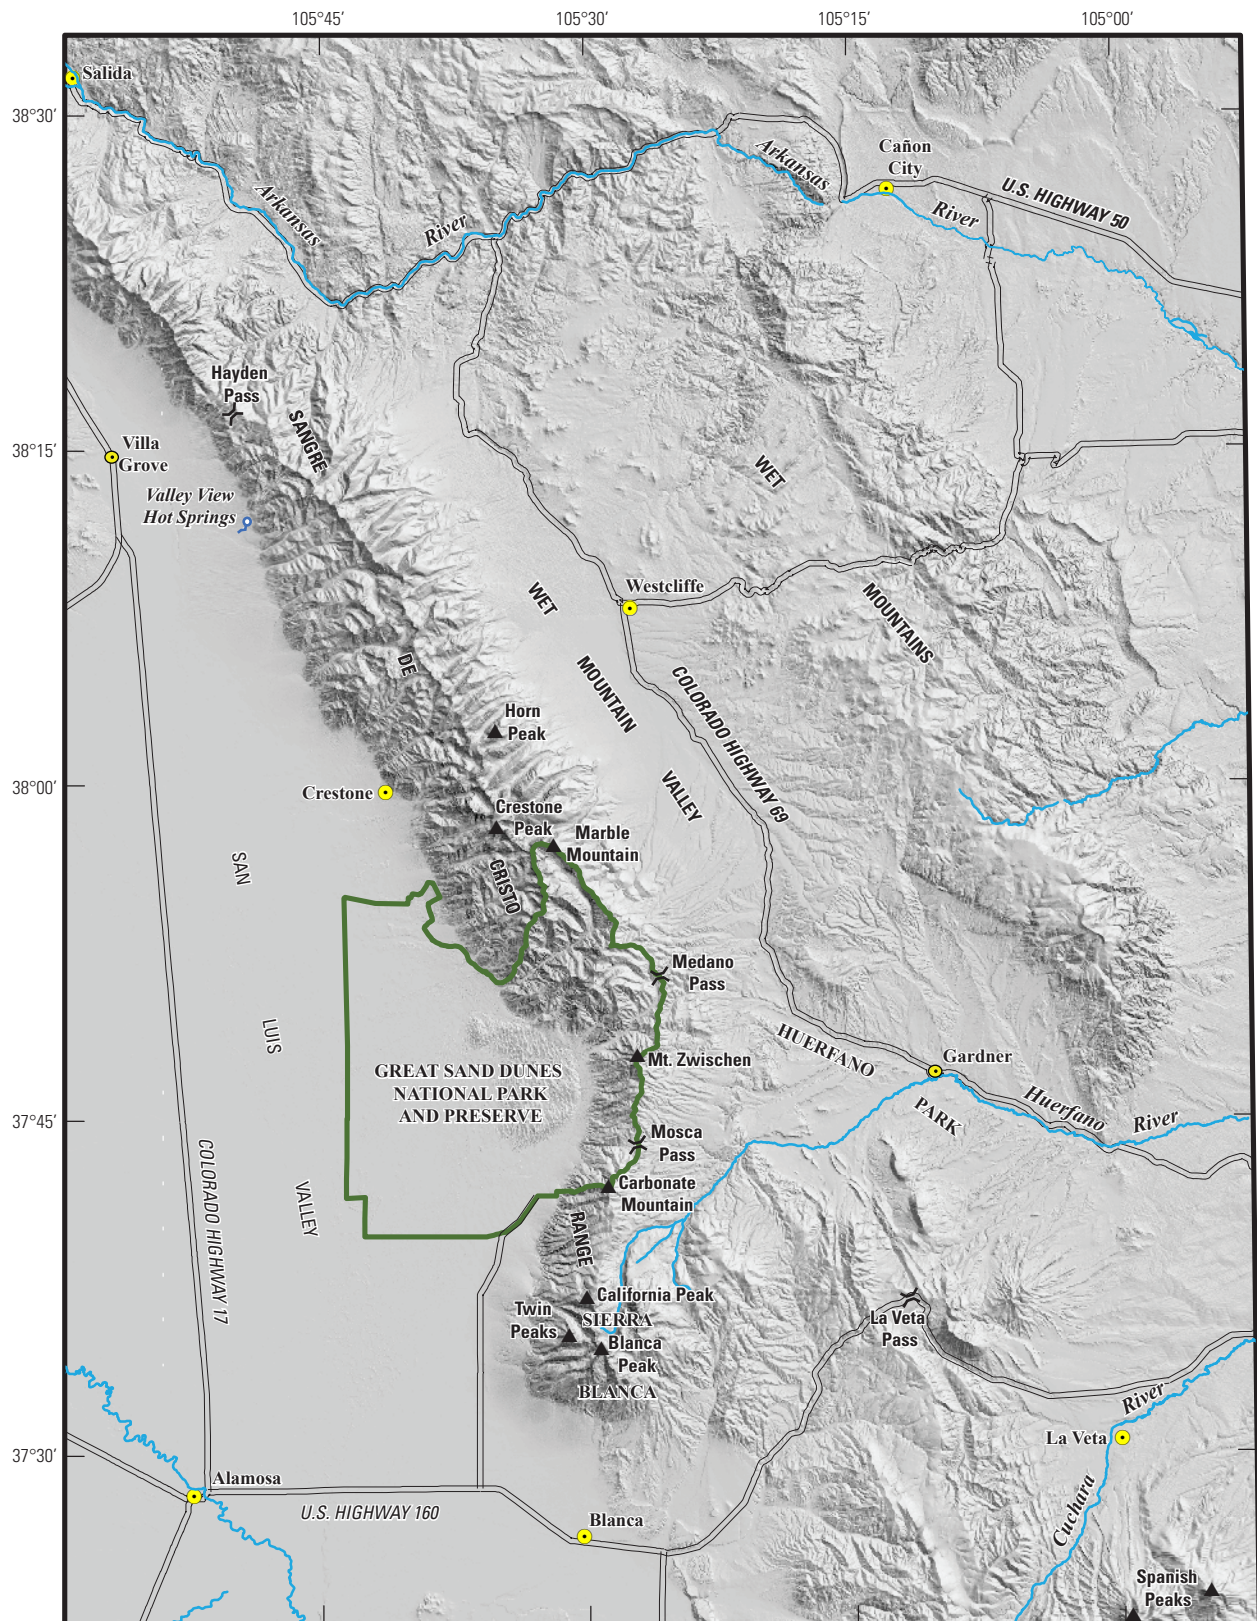 105°45′
105°30′
105°15′
105°00′
Salida
38°30′
Arkansas
River
Arkansas
Cañon
City
River
U.S. HIGHWAY 50
Hayden
Pass
SANGRE
38°15′
Villa
Grove
Valley View
Hot Springs
WET
WET
Westcliffe
MOUNTAINS
DE
MOUNTAIN
COLORADO HIGHWAY 69
Horn
Peak
38°00′
Crestone
VALLEY
Crestone
Peak
Marble
Mountain
SAN
CRISTO
Medano
Pass
LUIS
HUERFANO
Gardner
Mt. Zwischen
GREAT SAND DUNES
NATIONAL PARK
AND PRESERVE
PARK
Huerfano
River
37°45′
Mosca
Pass
COLORADO HIGHWAY 17
VALLEY
Carbonate
Mountain
RANGE
California Peak
Twin
Peaks
SIERRA
La Veta
Pass
Blanca
Peak
BLANCA
River
37°30′
La Veta
Alamosa
U.S. HIGHWAY 160
Blanca
Cuchara
Spanish
Peaks